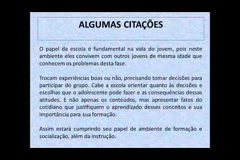 ALGUMAS CITAÇÕES
O papel da escola é fundamental na vida do jovem, pois neste
ambiente eles convivem com outros jovens de mesma idade que
conhecem os problemas desta fase.
Trocam experiências boas ou não, precisando tomar decisões para
participar do grupo. Cabe a escola orientar quanto às decisões e
escolhas que o adolescente pode fazer e as consequências dessas
atitudes. E não apenas os conteúdos, mas apresentar fatos do
cotidiano que justifiquem o aprendizado desses conceitos e sua
importância para sua formação.
Assim estará cumprindo seu papel de ambiente de formação e
socialização, além da instrução.